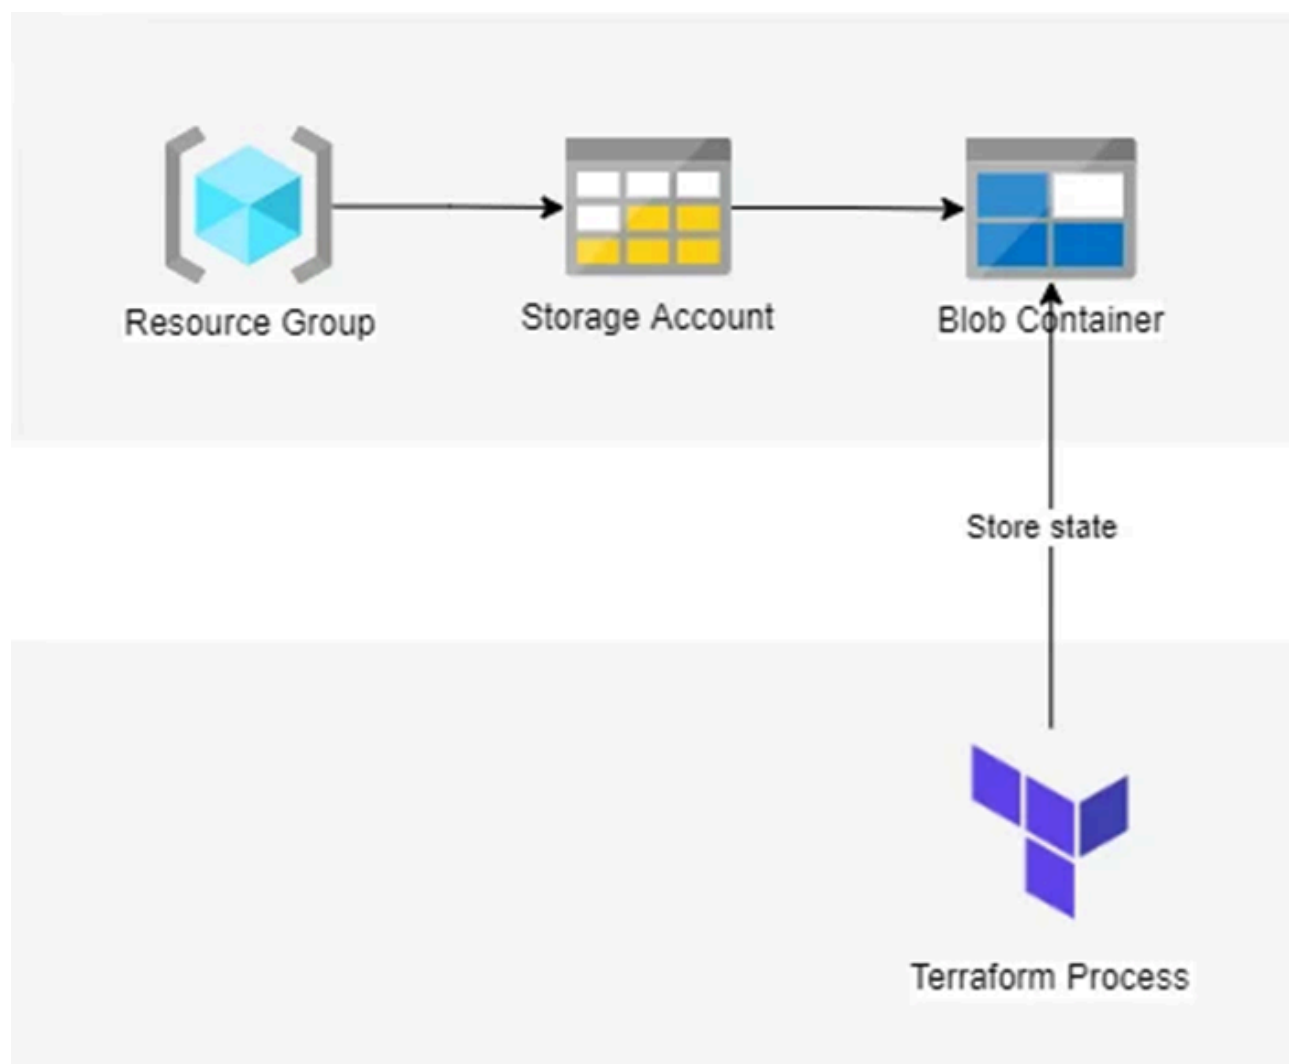 Resource Group
Storage Account
Blob Container
Store state
Terraform Process